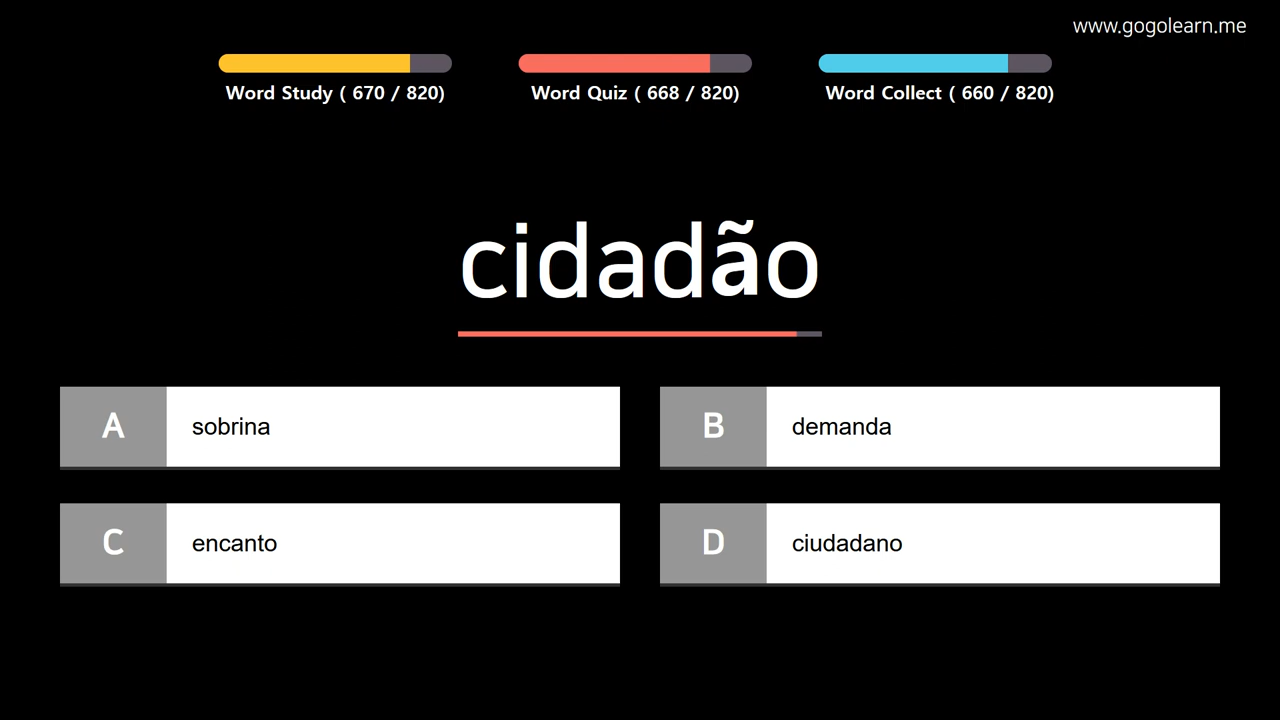 www.gogolearn.me
Word Study ( 670 / 820)
Word Quiz ( 668 / 820)
Word Collect ( 660 / 820)
cidadão
A sobrina
B demanda
C encanto
D ciudadano